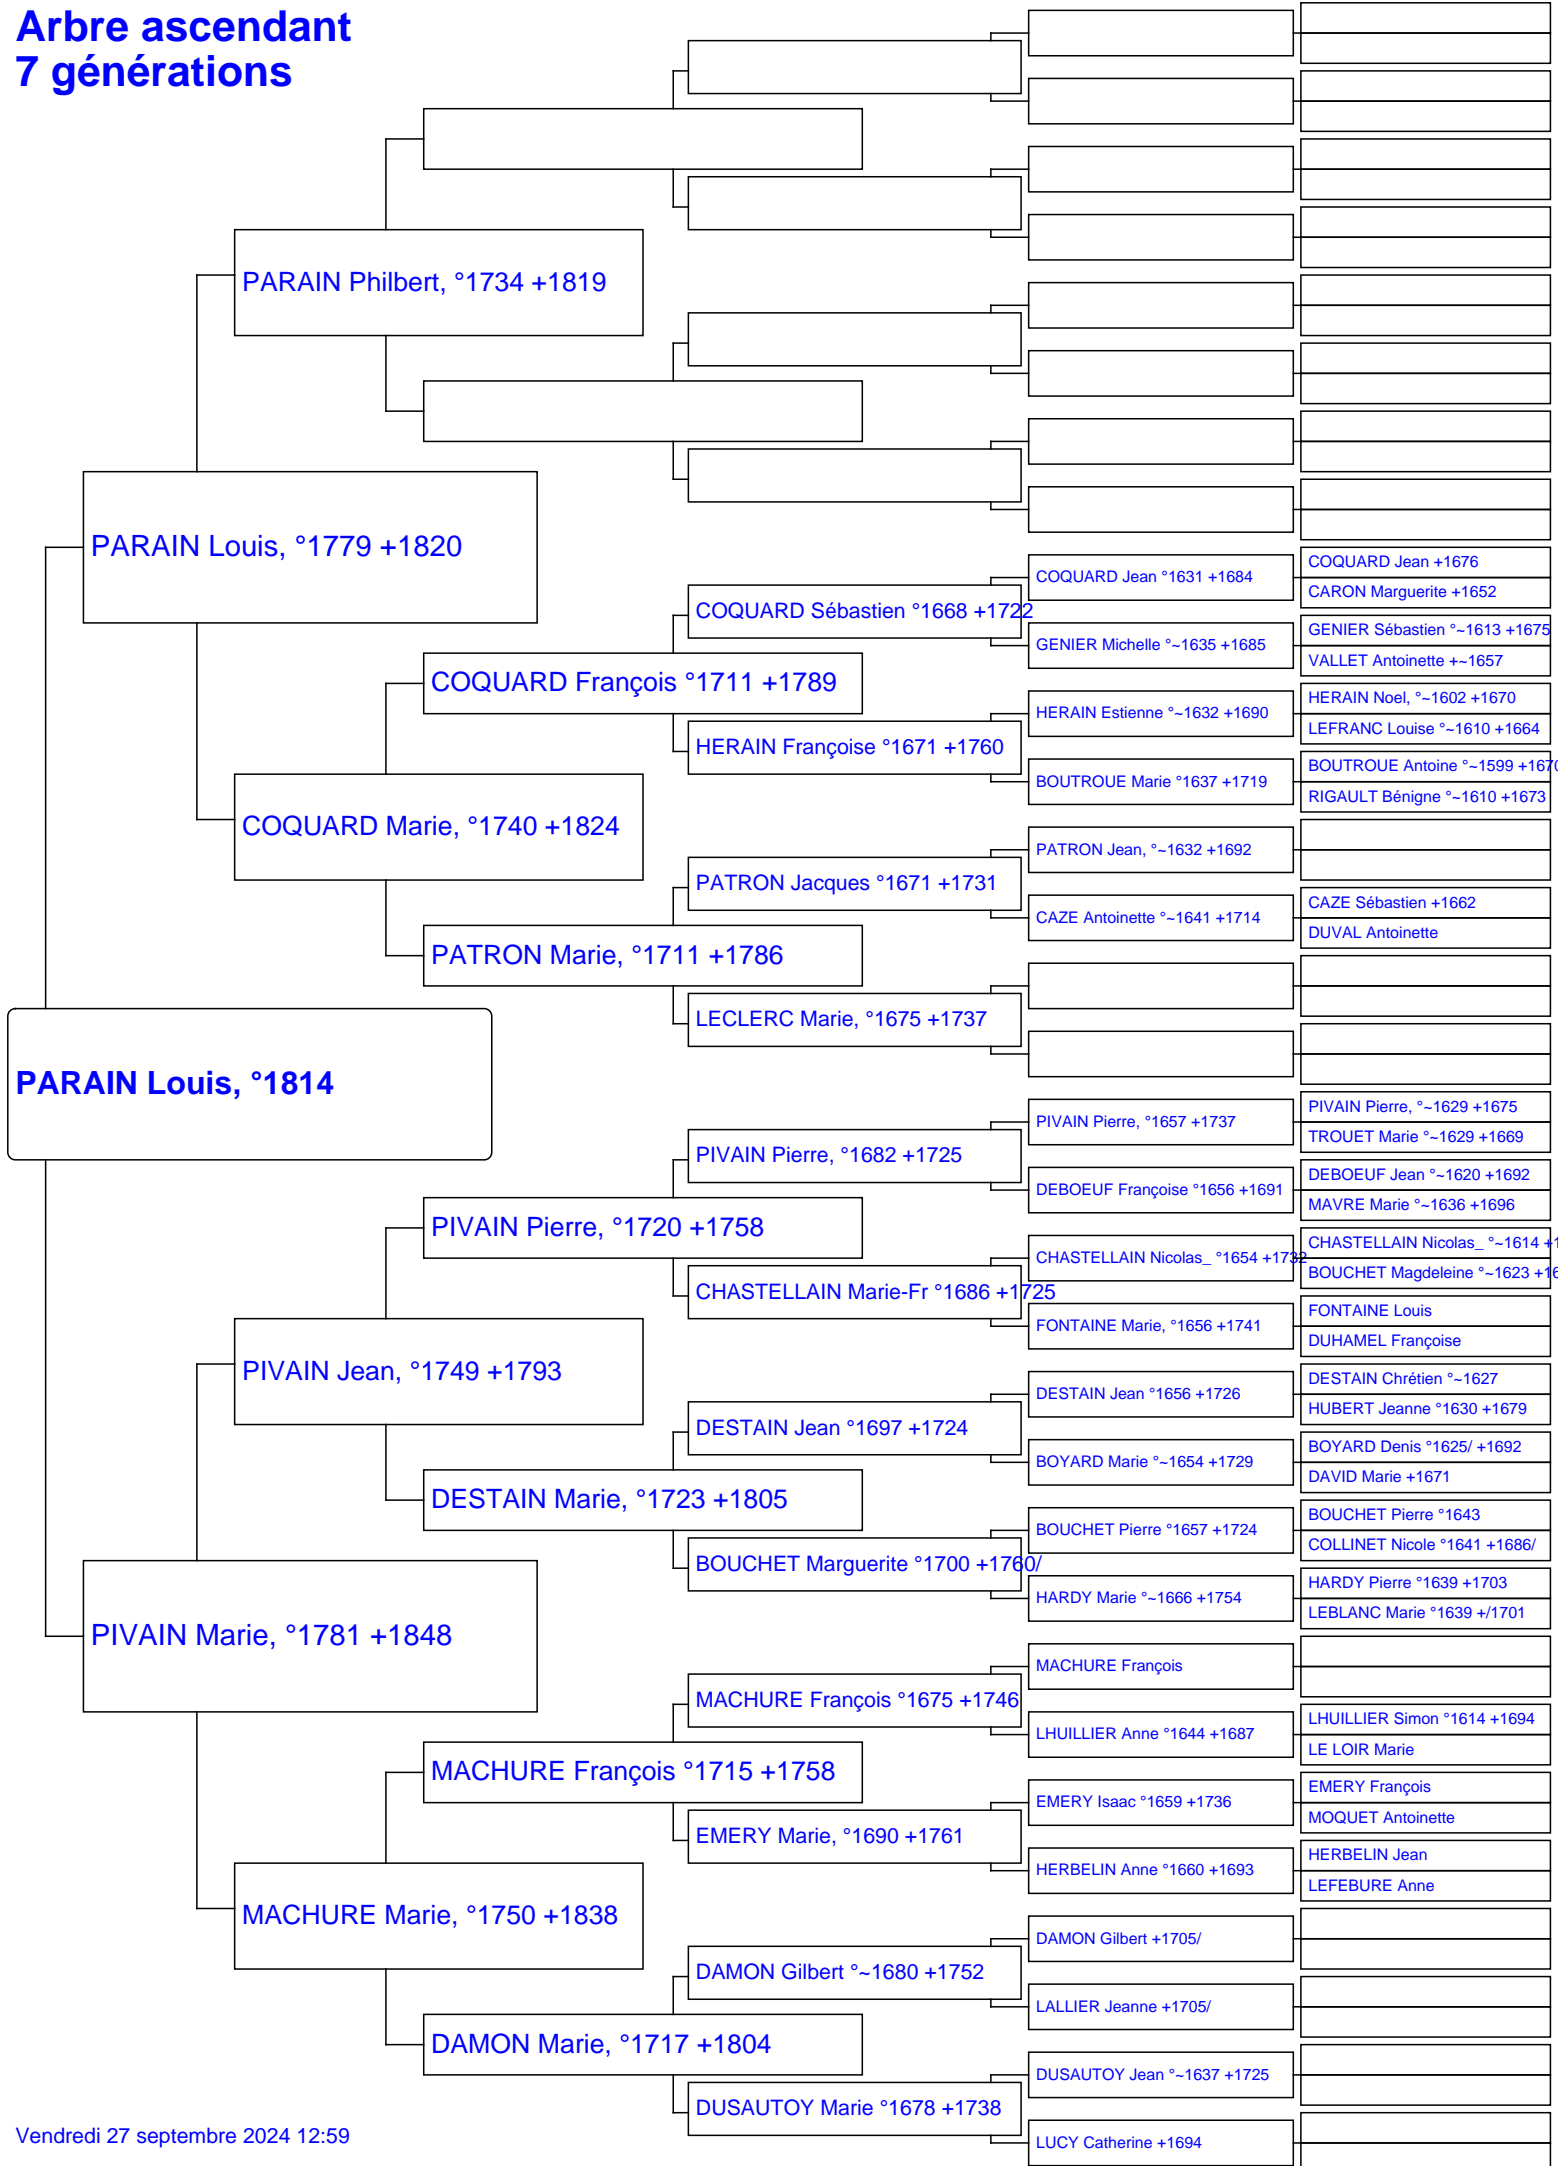 Arbre ascendant
7 générations
PARAIN Philbert, °1734 +1819
PARAIN Louis, °1779 +1820
COQUARD Jean °1631 +1684
COQUARD Jean +1676
CARON Marguerite +1652
COQUARD Sébastien °1668 +1722
GENIER Michelle °~1635 +1685
GENIER Sébastien °~1613 +1675
VALLET Antoinette +~1657
COQUARD François °1711 +1789
HERAIN Estienne °~1632 +1690
HERAIN Noel, °~1602 +1670
LEFRANC Louise °~1610 +1664
HERAIN Françoise °1671 +1760
BOUTROUE Marie °1637 +1719
BOUTROUE Antoine °~1599 +1670
RIGAULT Bénigne °~1610 +1673
COQUARD Marie, °1740 +1824
PATRON Jean, °~1632 +1692
PATRON Jacques °1671 +1731
CAZE Antoinette °~1641 +1714
CAZE Sébastien +1662
DUVAL Antoinette
PATRON Marie, °1711 +1786
LECLERC Marie, °1675 +1737
PARAIN Louis, °1814
PIVAIN Pierre, °1657 +1737
PIVAIN Pierre, °~1629 +1675
TROUET Marie °~1629 +1669
PIVAIN Pierre, °1682 +1725
DEBOEUF Françoise °1656 +1691
DEBOEUF Jean °~1620 +1692
MAVRE Marie °~1636 +1696
PIVAIN Pierre, °1720 +1758
CHASTELLAIN Nicolas_ °1654 +1732
CHASTELLAIN Nicolas_ °~1614
BOUCHET Magdeleine °~1623
CHASTELLAIN Marie-Fr °1686 +1725
FONTAINE Marie, °1656 +1741
FONTAINE Louis
DUHAMEL Françoise
PIVAIN Jean, °1749 +1793
DESTAIN Jean °1656 +1726
DESTAIN Chrétien °~1627
HUBERT Jeanne °1630 +1679
DESTAIN Jean °1697 +1724
BOYARD Marie °~1654 +1729
BOYARD Denis °1625/ +1692
DAVID Marie +1671
DESTAIN Marie, °1723 +1805
BOUCHET Pierre °1657 +1724
BOUCHET Pierre °1643
COLLINET Nicole °1641 +1686/
BOUCHET Marguerite °1700 +1760/
HARDY Marie °~1666 +1754
HARDY Pierre °1639 +1703
LEBLANC Marie °1639 +/1701
PIVAIN Marie, °1781 +1848
MACHURE François
MACHURE François °1675 +1746
LHUILLIER Anne °1644 +1687
LHUILLIER Simon °1614 +1694
LE LOIR Marie
MACHURE François °1715 +1758
EMERY Isaac °1659 +1736
EMERY François
MOQUET Antoinette
EMERY Marie, °1690 +1761
HERBELIN Anne °1660 +1693
HERBELIN Jean
LEFEBURE Anne
MACHURE Marie, °1750 +1838
DAMON Gilbert +1705/
DAMON Gilbert °~1680 +1752
LALLIER Jeanne +1705/
DAMON Marie, °1717 +1804
DUSAUTOY Jean °~1637 +1725
DUSAUTOY Marie °1678 +1738
LUCY Catherine +1694
Vendredi 27 septembre 2024 12:59